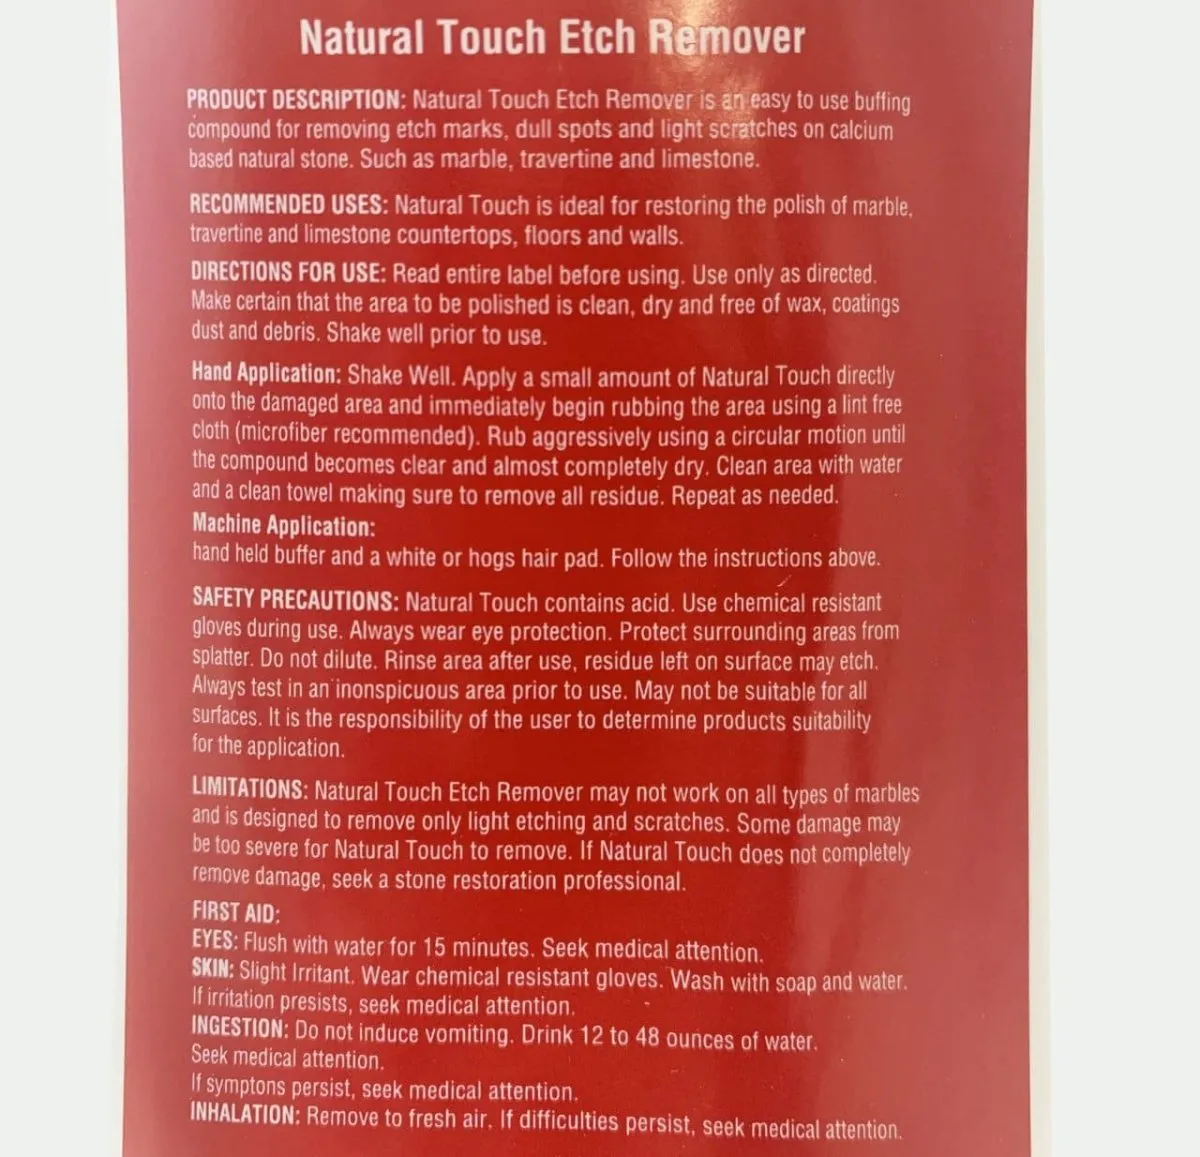 Natural Touch Etch Remover
PRODUCT DESCRIPTION: Natural Touch Etch Remover is an easy to use buffing
compound for removing etch marks, dull spots and light scratches on calcium
based natural stone. Such as marble, travertine and limestone.
RECOMMENDED USES: Natural Touch is ideal for restoring the polish of marble,
travertine and limestone countertops, floors and walls.
DIRECTIONS FOR USE: Read entire label before using. Use only as directed.
Make certain that the area to be polished is clean, dry and free of wax, coatings
dust and debris. Shake well prior to use.
Hand Application: Shake Well. Apply a small amount of Natural Touch directly
onto the damaged area and immediately begin rubbing the area using a lint free
cloth (microfiber recommended). Rub aggressively using a circular motion until
the compound becomes clear and almost completely dry. Clean area with water
and a clean towel making sure to remove all residue. Repeat as needed.
Machine Application:
hand held buffer and a white or hogs hair pad. Follow the instructions above.
SAFETY PRECAUTIONS: Natural Touch contains acid. Use chemical resistant
gloves during use. Always wear eye protection. Protect surrounding areas from
splatter. Do not dilute. Rinse area after use, residue left on surface may etch.
Always test in an inonspicuous area prior to use. May not be suitable for all
surfaces. It is the responsibility of the user to determine products suitability
for the application.
LIMITATIONS: Natural Touch Etch Remover may not work on all types of marbles
and is designed to remove only light etching and scratches. Some damage may
be too severe for Natural Touch to remove. If Natural Touch does not completely
remove damage, seek a stone restoration professional.
FIRST AID:
EYES: Flush with water for 15 minutes. Seek medical attention.
SKIN: Slight Irritant. Wear chemical resistant gloves. Wash with soap and water.
If irritation presists, seek medical attention.
INGESTION: Do not induce vomiting. Drink 12 to 48 ounces of water.
Seek medical attention.
If symptons persist, seek medical attention.
INHALATION: Remove to fresh air. If difficulties persist, seek medical attention.